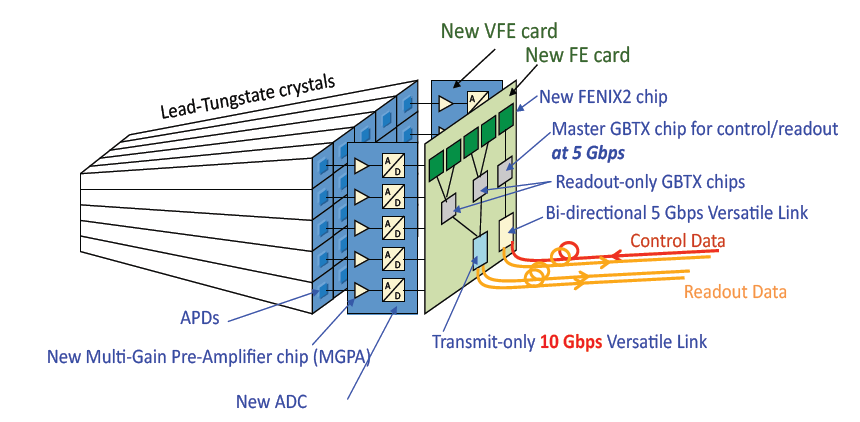 New VFE card
New FE card
Lead-Tungstate crystals
New FENIX2 chip
Master GBTX chip for control/readout
at 5 Gbps
Readout-only GBTX chips
Bi-directional 5 Gbps Versatile Link
Control Data
Readout Data
A
D
A
D
A
D
A
D
A
D
A
APDs
Transmit-only 10 Gbps Versatile Link
New Multi-Gain Pre-Amplifier chip (MGPA)
New ADC